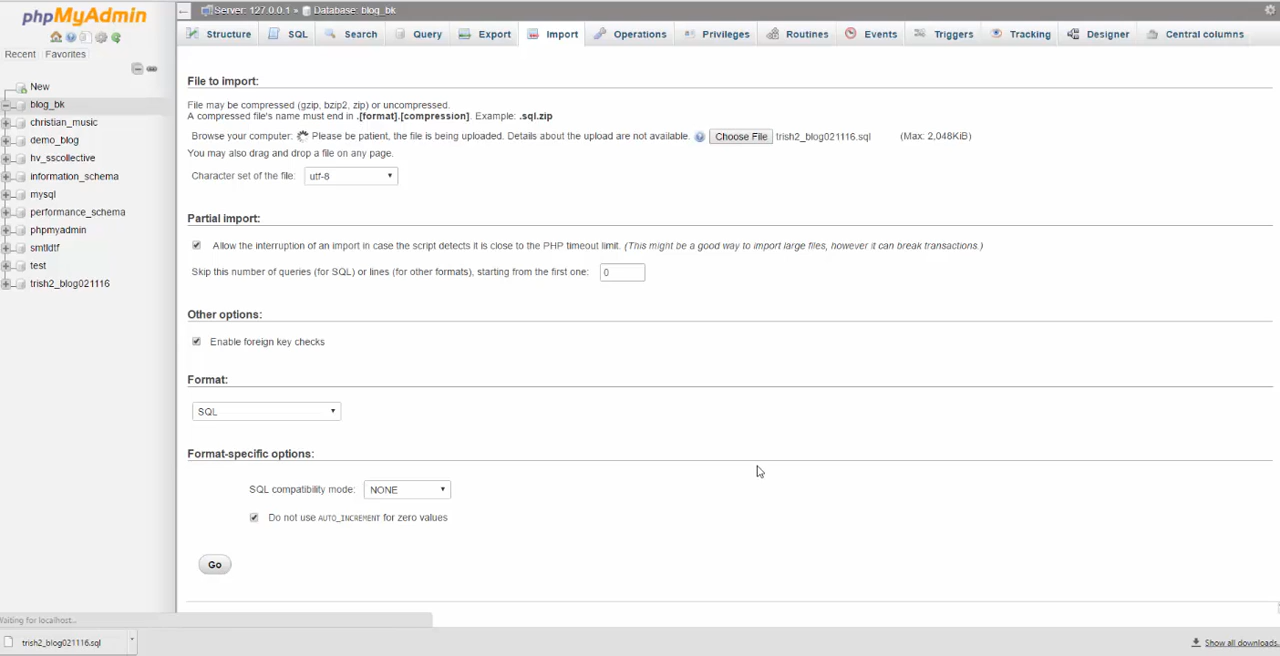 phpMyAdmin
Recent Favorites
New
blog_bk
christian_music
demo_blog
hv_sscollective
information_schema
mysql
performance_schema
phpmyadmin
smtldtf
test
trish2_blog021116
Server: 127.0.0.1 » Database: blog_bk
Structure SQL Search Query Export Import Operations Privileges Routines Events Triggers Tracking Designer Central columns
File to import:
File may be compressed (gzip, bzip2, zip) or uncompressed.
A compressed file's name must end in .[format].[compression]. Example: .sql.zip
Browse your computer: Please be patient, the file is being uploaded. Details about the upload are not available. Choose File trish2_blog021116.sql (Max: 2,048KiB)
You may also drag and drop a file on any page.
Character set of the file: utf-8
Partial import:
Allow the interruption of an import in case the script detects it is close to the PHP timeout limit. (This might be a good way to import large files, however it can break transactions.)
Skip this number of queries (for SQL) or lines (for other formats), starting from the first one: 0
Other options:
Enable foreign key checks
Format:
SQL
Format-specific options:
SQL compatibility mode: NONE
Do not use AUTO_INCREMENT for zero values
Go
Waiting for localhost...
trish2_blog021116.sql
Show all downloads